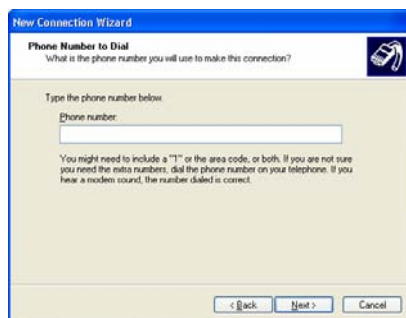 New Connection Wizard
Phone Number to Dial
What is the phone number you will use to make this connection?
Type the phone number below.
Phone number:
You might need to include a "1" or the area code, or both. If you are not sure
you need the extra numbers, dial the phone number on your telephone. If you
hear a modem sound, the number dialed is correct.
< Back
Next >
Cancel